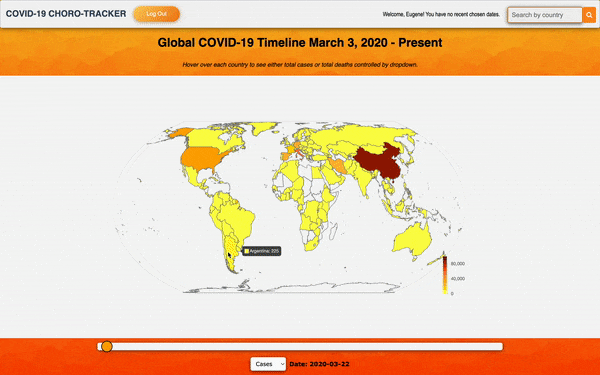 COVID-19 CHORO-TRACKER
Log Out
Welcome, Eugene! You have no recent chosen dates.
Search by country
Global COVID-19 Timeline March 3, 2020 - Present
Hover over each country to see either total cases or total deaths controlled by dropdown.
Argentina: 225
80,000
40,000
0
Cases
Date: 2020-03-22